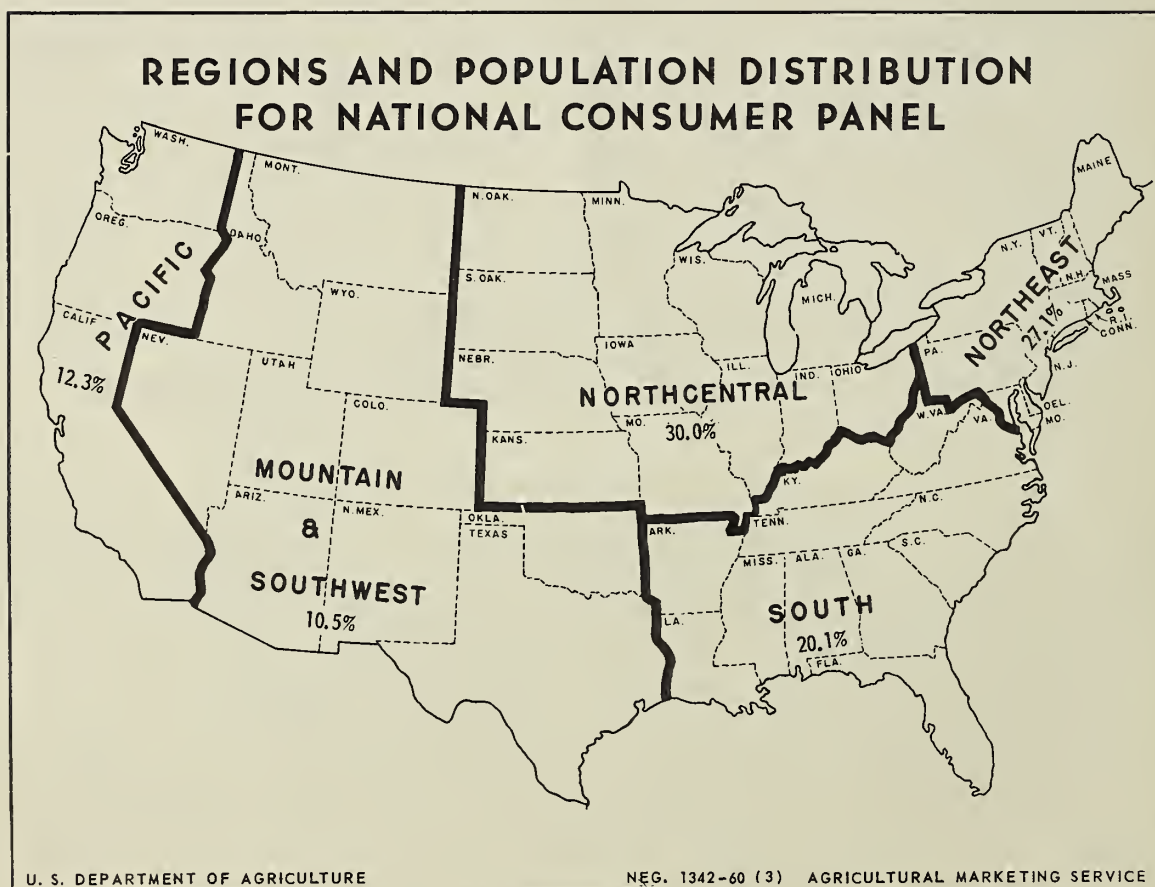 REGIONS AND POPULATION DISTRIBUTION
FOR NATIONAL CONSUMER PANEL
WASH.
MONT.
N. DAK.
MINN.
MAINE
OREG.
IDAHO
S. DAK.
WIS.
MICH.
N.Y.
VT.
N.H.
MASS
R.I.
CONN.
PACIFIC
12.3%
CALIF
NEV.
WYO.
UTAH
COLO.
NEBR.
IOWA
ILL.
IND.
OHIO
PA.
NORTHEAST
27.1%
N.J.
DEL.
MD.
NORTHCENTRAL
30.0%
KANS.
MO.
W.VA.
VA.
KY.
MOUNTAIN
&
SOUTHWEST
10.5%
ARIZ.
N.MEX.
OKLA.
TEXAS
ARK.
TENN.
N.C.
S.C.
MISS.
ALA.
GA.
LA.
SOUTH
20.1%
FLA.
U. S. DEPARTMENT OF AGRICULTURE
NEG. 1342-60 (3) AGRICULTURAL MARKETING SERVICE